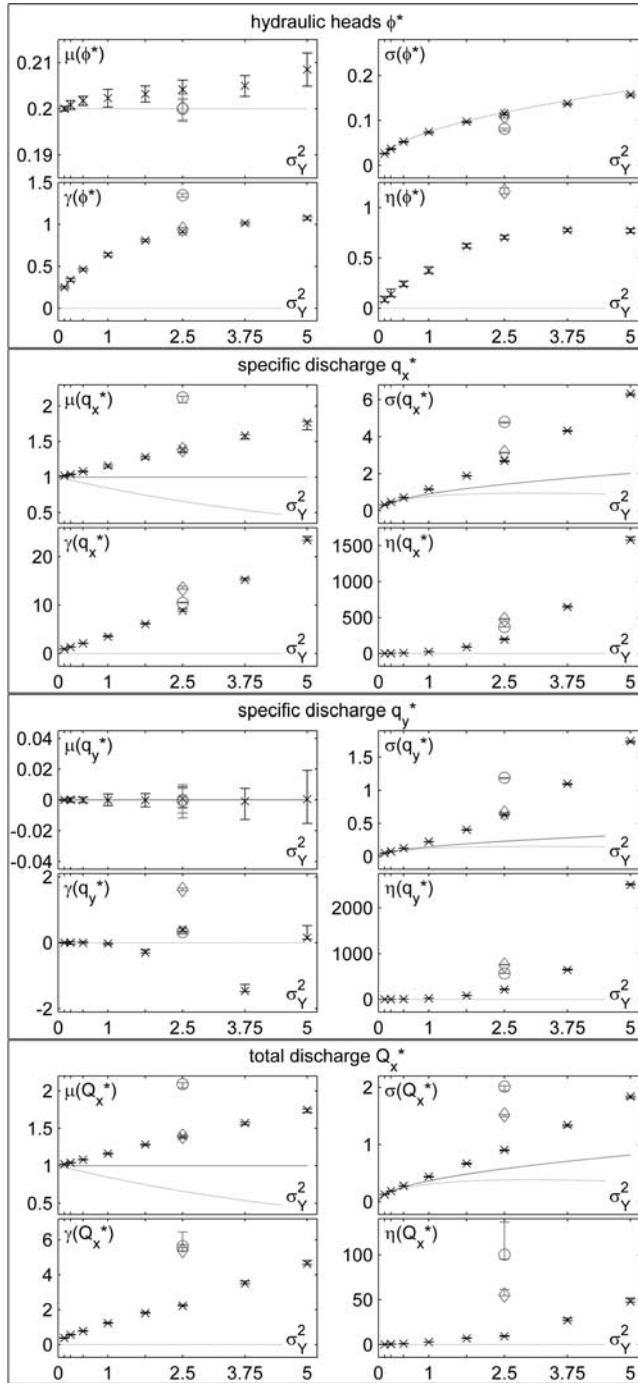 hydraulic heads ϕ*
μ(ϕ*)
0.21
0.20
0.19
σ_Y^2
σ(ϕ*)
0.2
0.1
0
σ_Y^2
γ(ϕ*)
1.5
1
0.5
0
σ_Y^2
0 1 2.5 3.75 5
η(ϕ*)
1
0.5
0
σ_Y^2
0 1 2.5 3.75 5
specific discharge q_x*
μ(q_x*)
2
1.5
1
0.5
σ_Y^2
σ(q_x*)
6
4
2
0
σ_Y^2
γ(q_x*)
20
10
0
σ_Y^2
0 1 2.5 3.75 5
η(q_x*)
1500
1000
500
0
σ_Y^2
0 1 2.5 3.75 5
specific discharge q_y*
μ(q_y*)
0.04
0.02
0.00
-0.02
-0.04
σ_Y^2
σ(q_y*)
1.5
1
0.5
0
σ_Y^2
γ(q_y*)
2
0
-2
σ_Y^2
0 1 2.5 3.75 5
η(q_y*)
2000
1000
0
σ_Y^2
0 1 2.5 3.75 5
total discharge Q_x*
μ(Q_x*)
2
1.5
1
0.5
σ_Y^2
σ(Q_x*)
2
1
0
σ_Y^2
γ(Q_x*)
6
4
2
0
σ_Y^2
0 1 2.5 3.75 5
η(Q_x*)
100
50
0
σ_Y^2
0 1 2.5 3.75 5